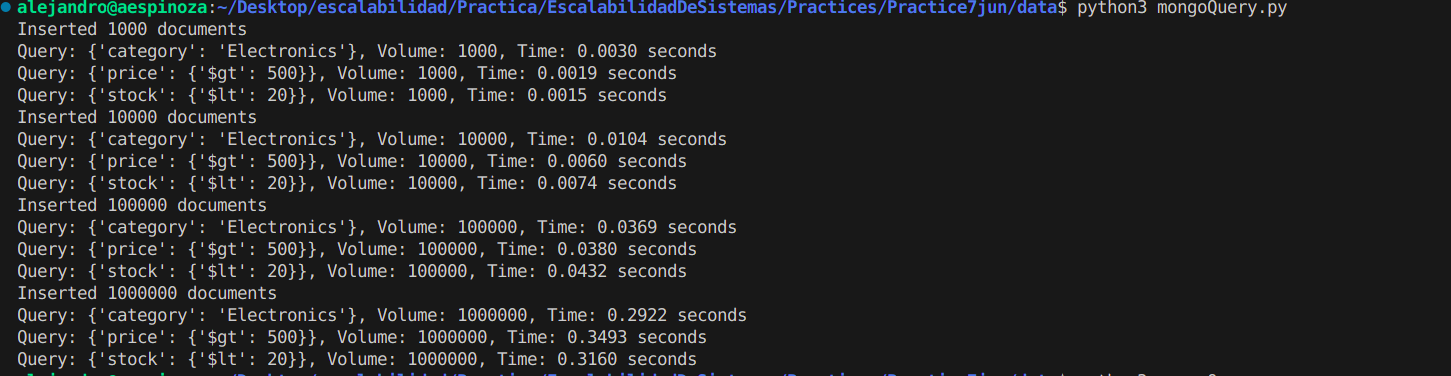 alejandro@aespinoza:~/Desktop/escalabilidad/Practica/EscalabilidadDeSistemas/Practices/Practice7jun/data$ python3 mongoQuery.py
Inserted 1000 documents
Query: {'category': 'Electronics'}, Volume: 1000, Time: 0.0030 seconds
Query: {'price': {'$gt': 500}}, Volume: 1000, Time: 0.0019 seconds
Query: {'stock': {'$lt': 20}}, Volume: 1000, Time: 0.0015 seconds
Inserted 10000 documents
Query: {'category': 'Electronics'}, Volume: 10000, Time: 0.0104 seconds
Query: {'price': {'$gt': 500}}, Volume: 10000, Time: 0.0060 seconds
Query: {'stock': {'$lt': 20}}, Volume: 10000, Time: 0.0074 seconds
Inserted 100000 documents
Query: {'category': 'Electronics'}, Volume: 100000, Time: 0.0369 seconds
Query: {'price': {'$gt': 500}}, Volume: 100000, Time: 0.0380 seconds
Query: {'stock': {'$lt': 20}}, Volume: 100000, Time: 0.0432 seconds
Inserted 1000000 documents
Query: {'category': 'Electronics'}, Volume: 1000000, Time: 0.2922 seconds
Query: {'price': {'$gt': 500}}, Volume: 1000000, Time: 0.3493 seconds
Query: {'stock': {'$lt': 20}}, Volume: 1000000, Time: 0.3160 seconds